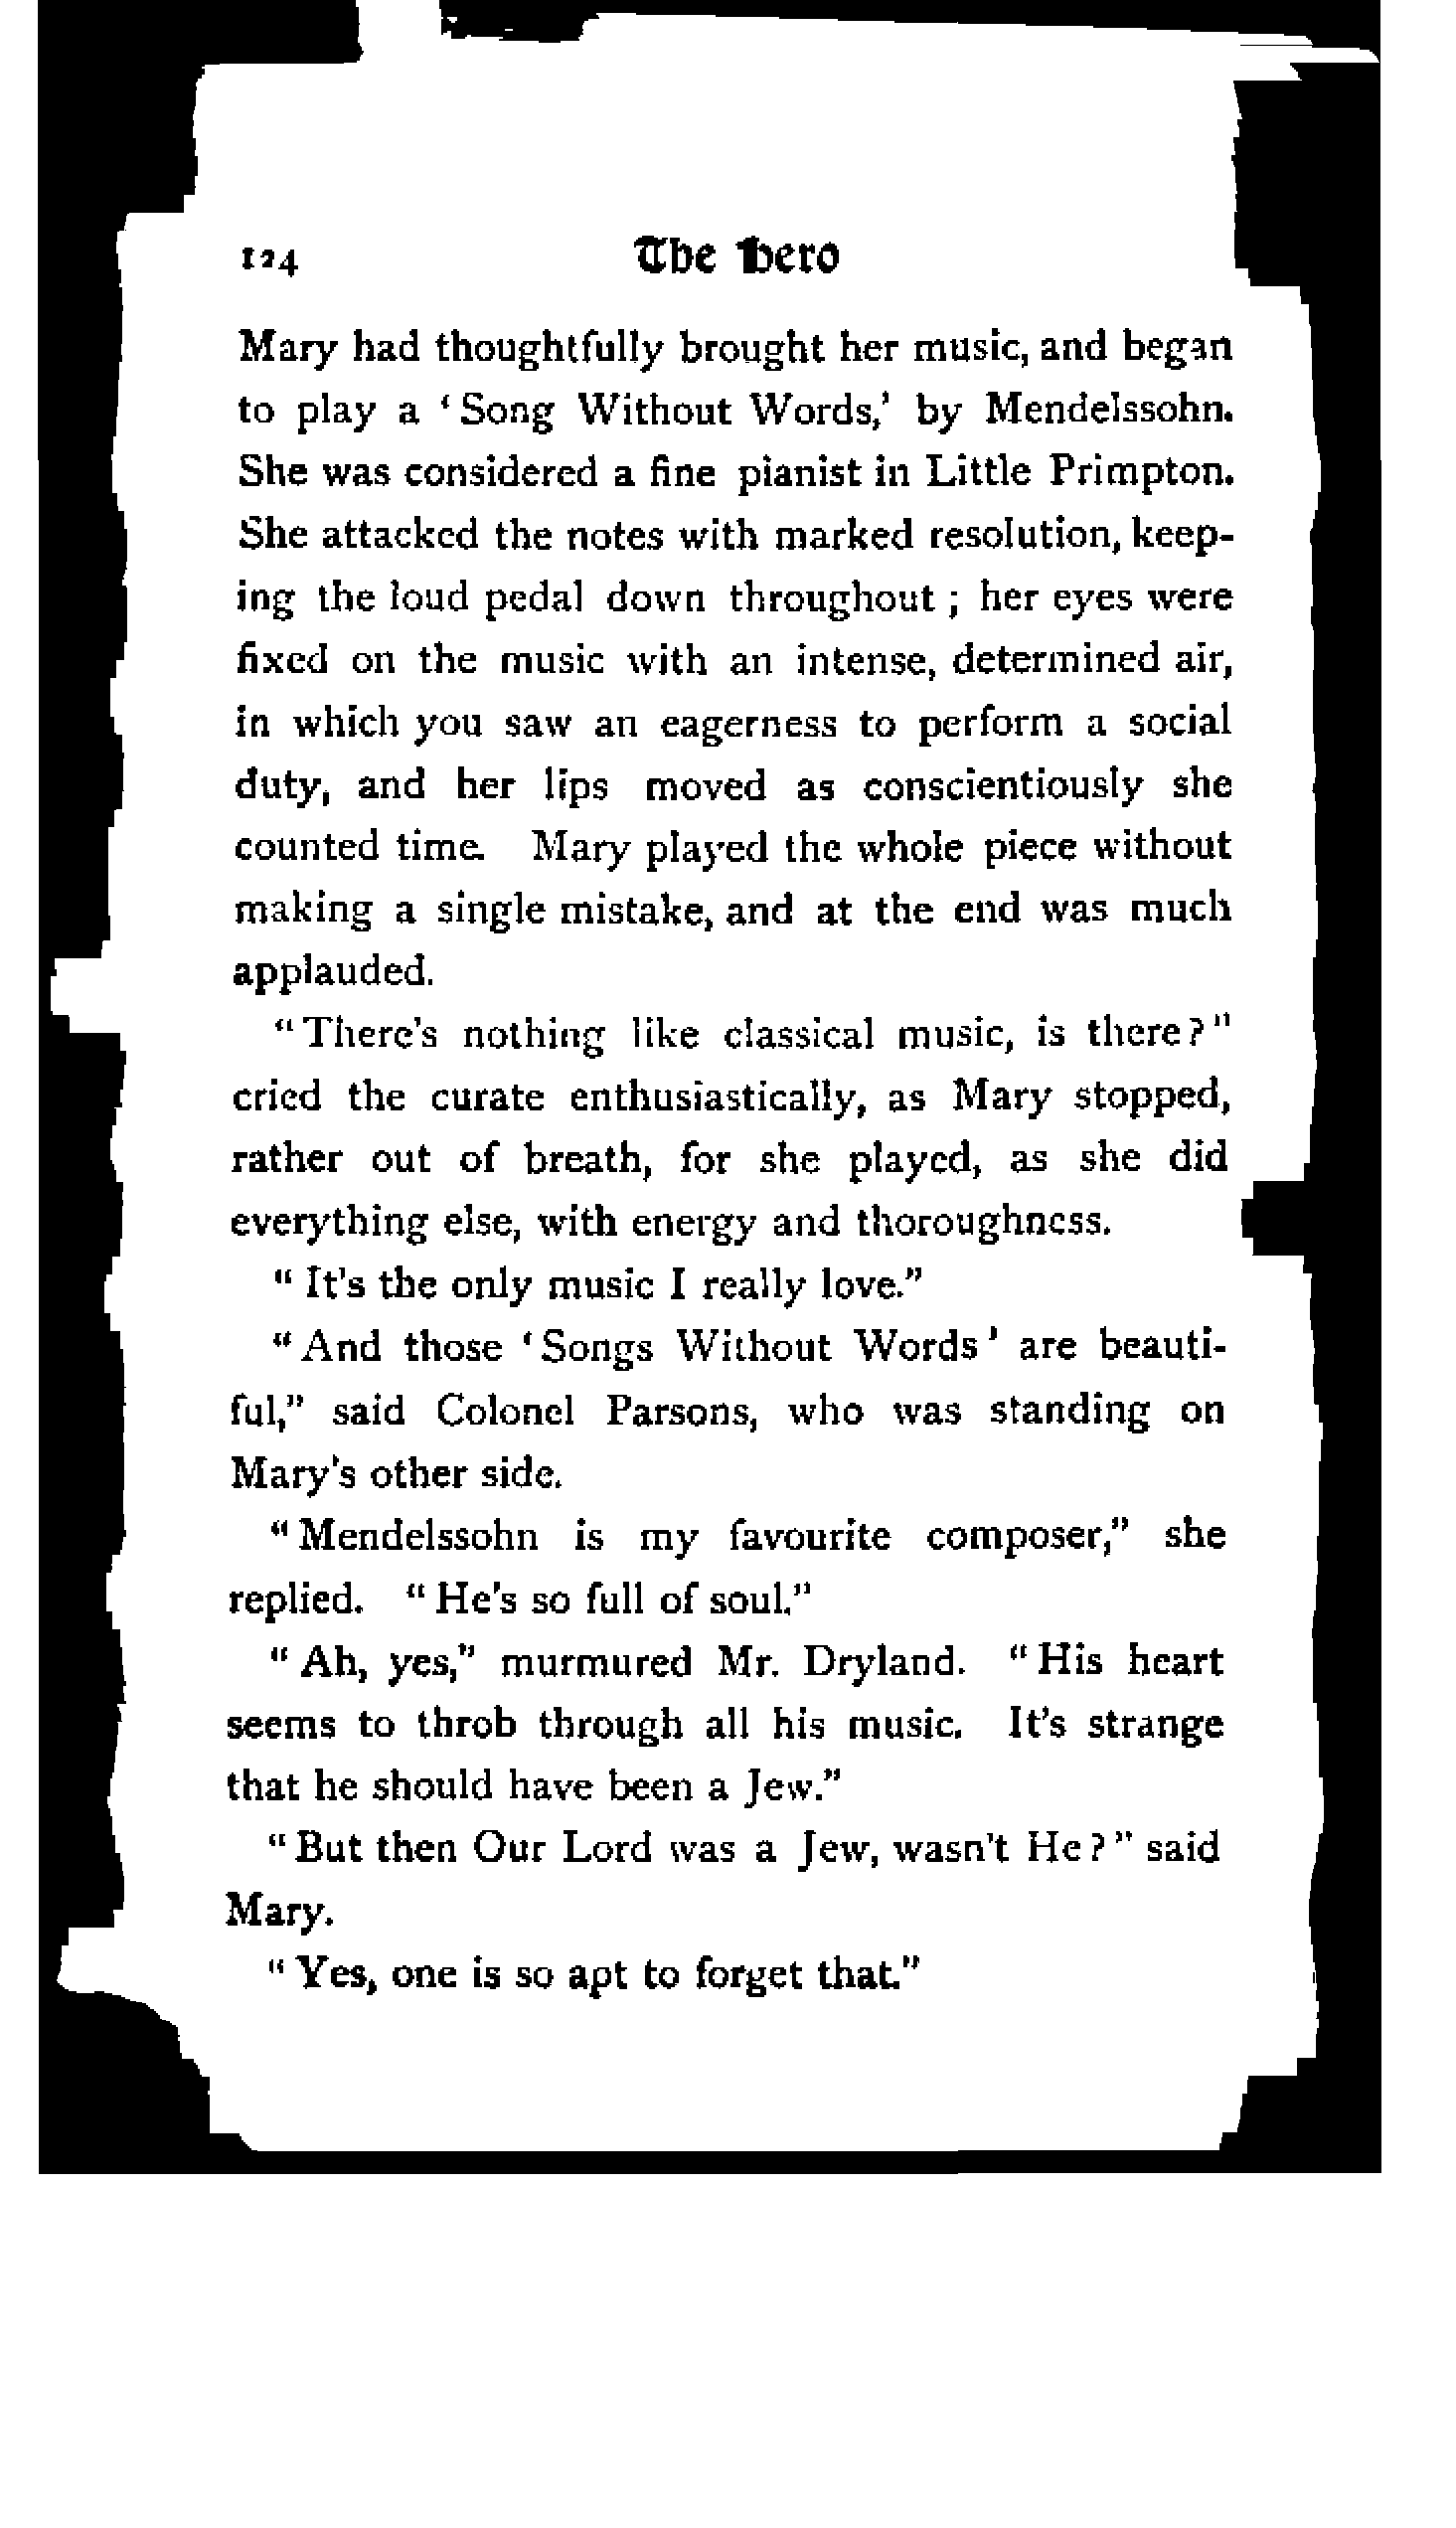 124 The Hero
Mary had thoughtfully brought her music, and began
to play a ‘Song Without Words,’ by Mendelssohn.
She was considered a fine pianist in Little Primpton.
She attacked the notes with marked resolution, keep-
ing the loud pedal down throughout ; her eyes were
fixed on the music with an intense, determined air,
in which you saw an eagerness to perform a social
duty, and her lips moved as conscientiously she
counted time. Mary played the whole piece without
making a single mistake, and at the end was much
applauded.
“There’s nothing like classical music, is there?”
cried the curate enthusiastically, as Mary stopped,
rather out of breath, for she played, as she did
everything else, with energy and thoroughness.
“It’s the only music I really love.”
“And those ‘Songs Without Words’ are beauti-
ful,” said Colonel Parsons, who was standing on
Mary’s other side.
“Mendelssohn is my favourite composer,” she
replied. “He’s so full of soul.”
“Ah, yes,” murmured Mr. Dryland. “His heart
seems to throb through all his music. It’s strange
that he should have been a Jew.”
“But then Our Lord was a Jew, wasn’t He?” said
Mary.
“Yes, one is so apt to forget that.”